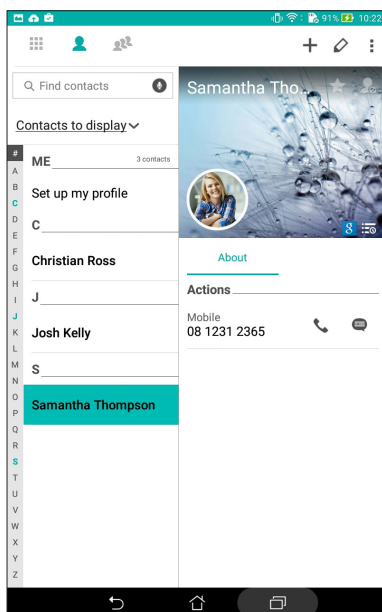 91% 10:22
Find contacts
Contacts to display
Samantha Tho...
#
A
B
C
D
E
F
G
H
I
J
K
L
M
N
O
P
Q
R
S
T
U
V
W
X
Y
Z
ME 3 contacts
Set up my profile
C
Christian Ross
J
Josh Kelly
S
Samantha Thompson
8
About
Actions
Mobile
08 1231 2365